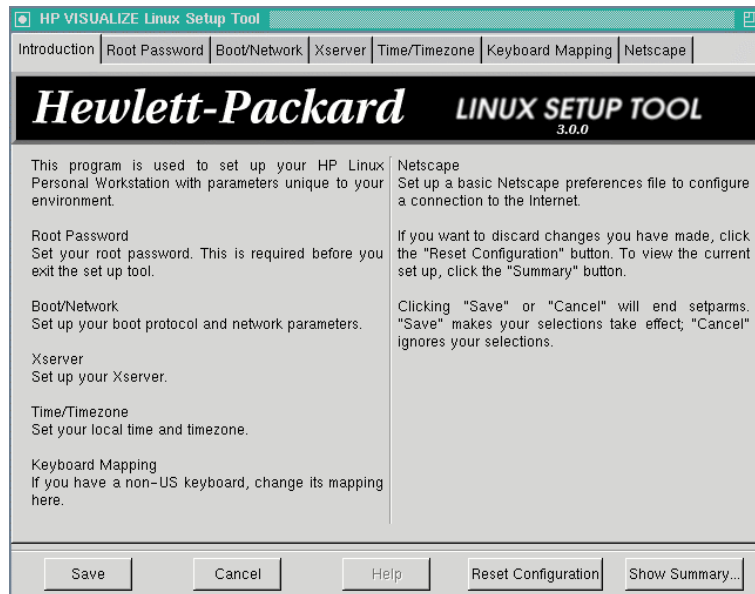 HP VISUALIZE Linux Setup Tool
Introduction Root Password Boot/Network Xserver Time/Timezone Keyboard Mapping Netscape
Hewlett-Packard LINUX SETUP TOOL
3.0.0
This program is used to set up your HP Linux
Personal Workstation with parameters unique to your
environment.
Root Password
Set your root password. This is required before you
exit the set up tool.
Boot/Network
Set up your boot protocol and network parameters.
Xserver
Set up your Xserver.
Time/Timezone
Set your local time and timezone.
Keyboard Mapping
If you have a non-US keyboard, change its mapping
here.
Netscape
Set up a basic Netscape preferences file to configure
a connection to the Internet.
If you want to discard changes you have made, click
the "Reset Configuration" button. To view the current
set up, click the "Summary" button.
Clicking "Save" or "Cancel" will end setparms.
"Save" makes your selections take effect; "Cancel"
ignores your selections.
Save Cancel Help Reset Configuration Show Summary...